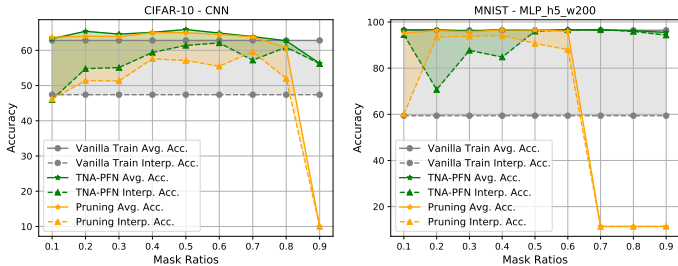 CIFAR-10 - CNN
Accuracy
60
50
40
30
20
10
Vanilla Train Avg. Acc.
Vanilla Train Interp. Acc.
TNA-PFN Avg. Acc.
TNA-PFN Interp. Acc.
Pruning Avg. Acc.
Pruning Interp. Acc.
0.1 0.2 0.3 0.4 0.5 0.6 0.7 0.8 0.9
Mask Ratios
MNIST - MLP_h5_w200
Accuracy
100
80
60
40
20
Vanilla Train Avg. Acc.
Vanilla Train Interp. Acc.
TNA-PFN Avg. Acc.
TNA-PFN Interp. Acc.
Pruning Avg. Acc.
Pruning Interp. Acc.
0.1 0.2 0.3 0.4 0.5 0.6 0.7 0.8 0.9
Mask Ratios